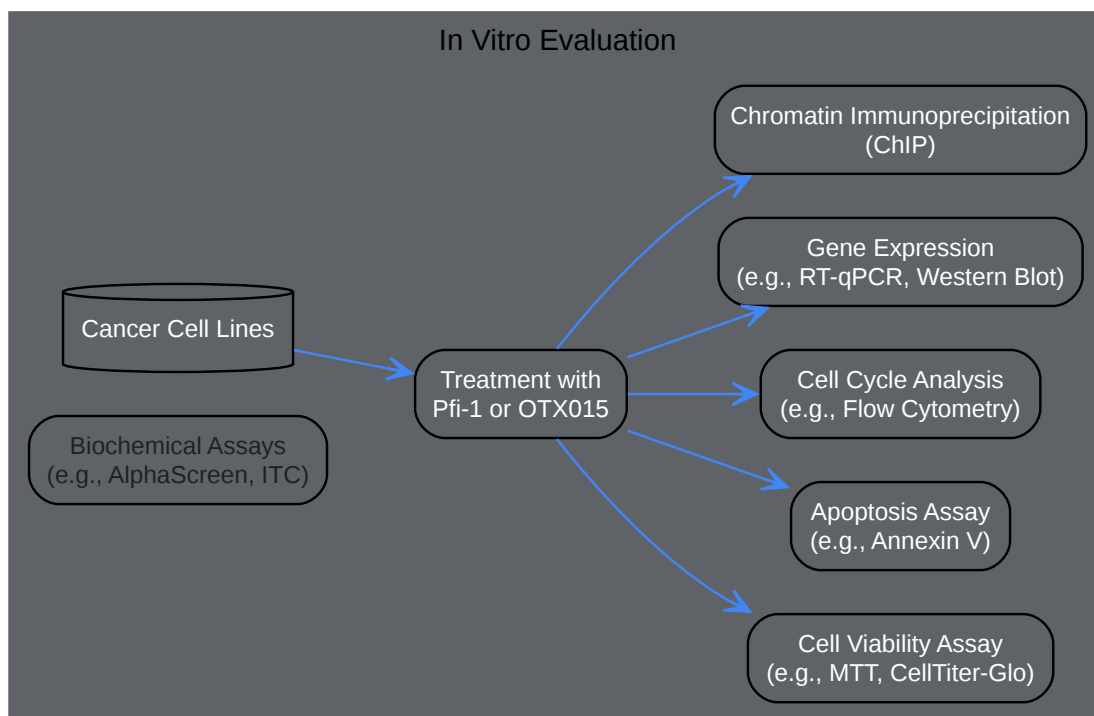 In Vitro Evaluation
Chromatin Immunoprecipitation
(ChIP)
Gene Expression
(e.g., RT-qPCR, Western Blot)
Cancer Cell Lines
Treatment with
Pfi-1 or OTX015
Cell Cycle Analysis
(e.g., Flow Cytometry)
Biochemical Assays
(e.g., AlphaScreen, ITC)
Apoptosis Assay
(e.g., Annexin V)
Cell Viability Assay
(e.g., MTT, CellTiter-Glo)